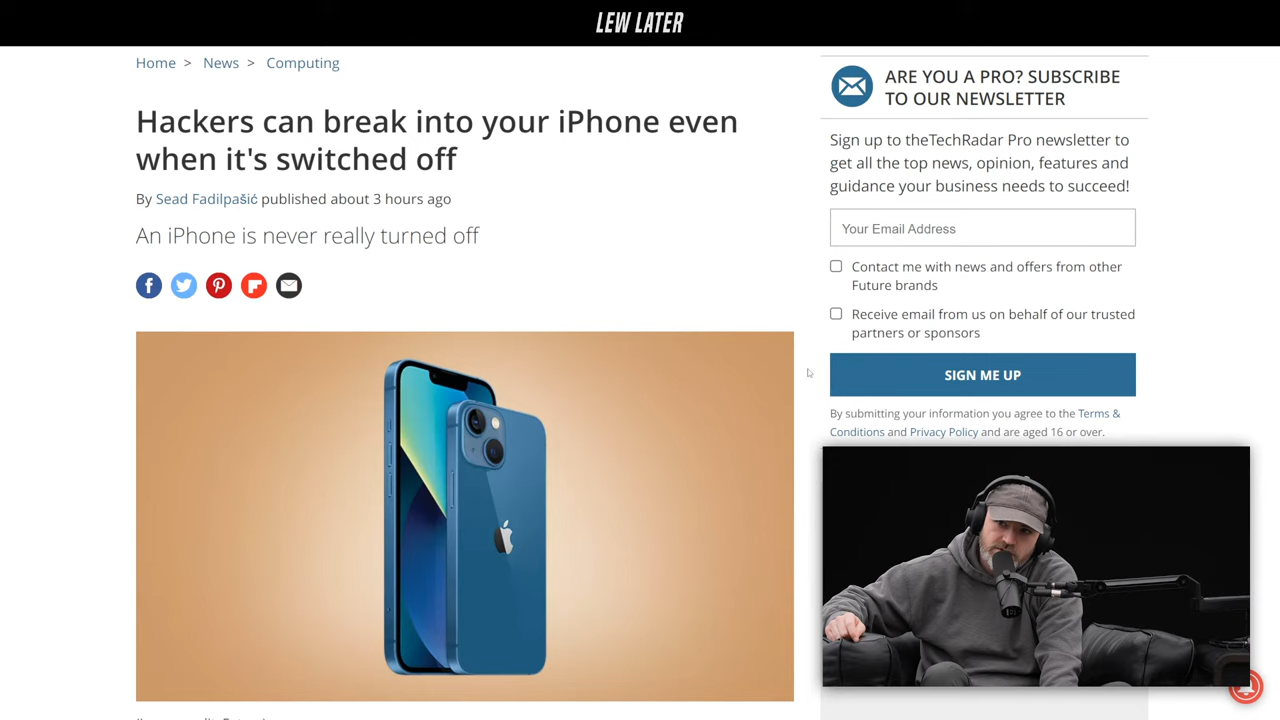 LEW LATER
Home > News > Computing
Hackers can break into your iPhone even
when it's switched off
By Sead Fadilpašić published about 3 hours ago
An iPhone is never really turned off
ARE YOU A PRO? SUBSCRIBE
TO OUR NEWSLETTER
Sign up to theTechRadar Pro newsletter to
get all the top news, opinion, features and
guidance your business needs to succeed!
Your Email Address
Contact me with news and offers from other
Future brands
Receive email from us on behalf of our trusted
partners or sponsors
SIGN ME UP
By submitting your information you agree to the Terms &
Conditions and Privacy Policy and are aged 16 or over.